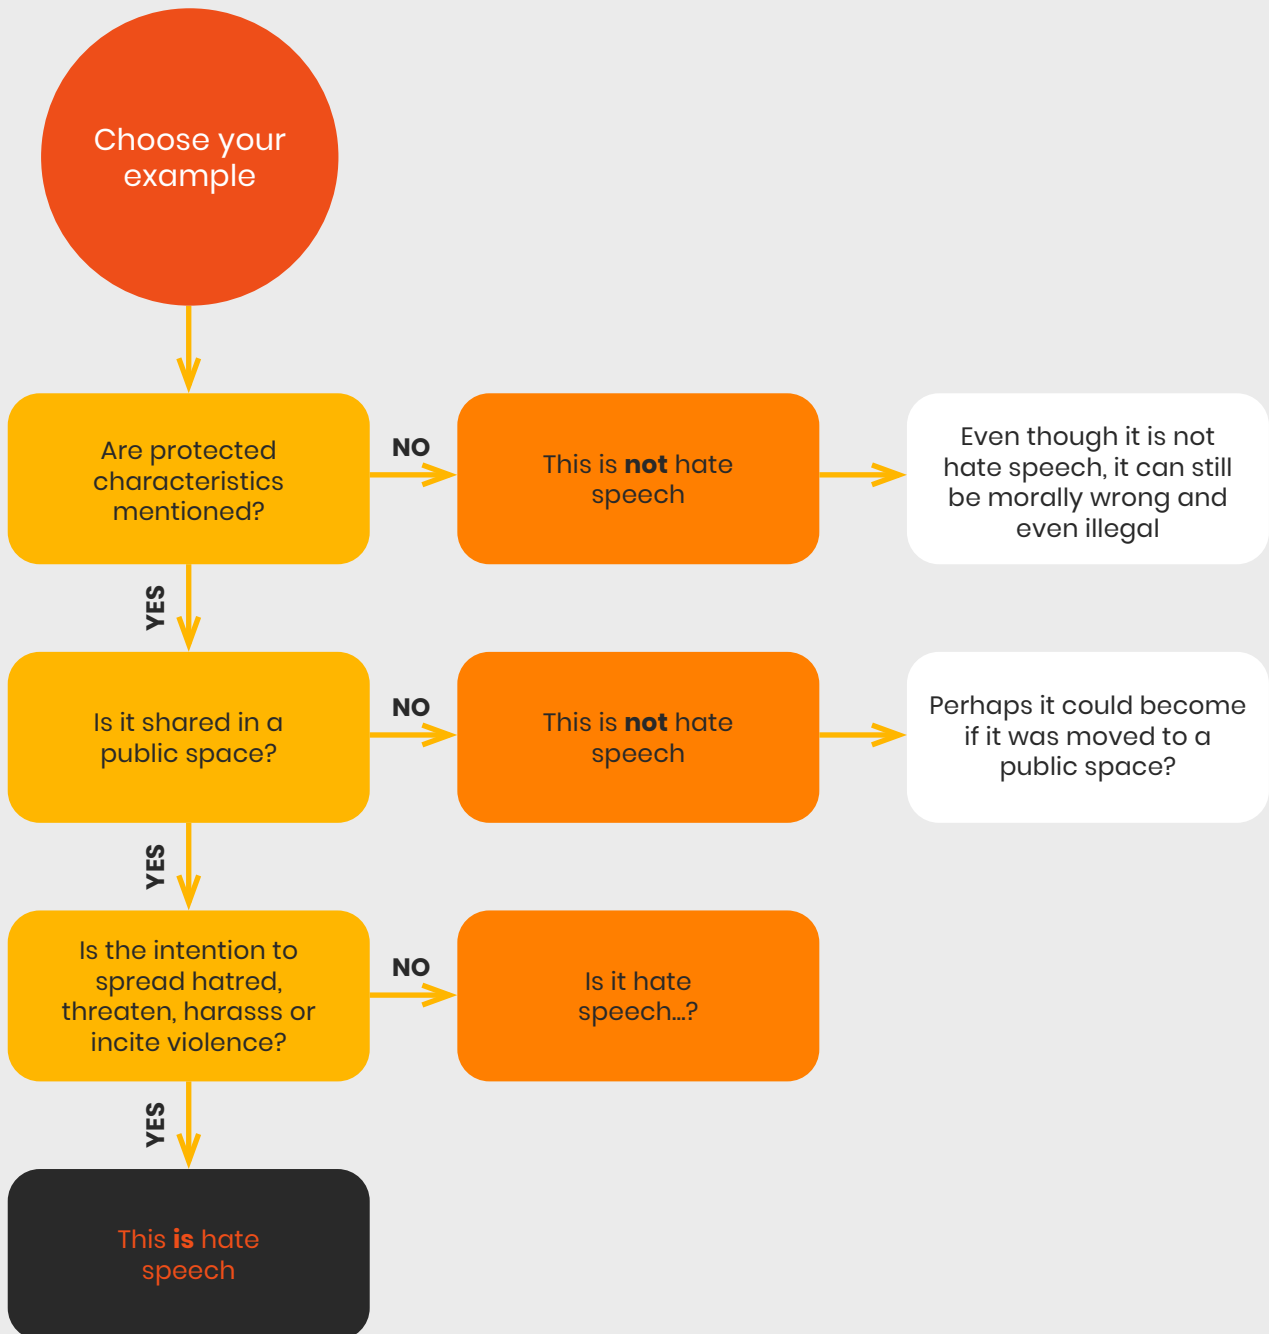 Choose your
example
Are protected
characteristics
mentioned?
NO
This is not hate
speech
Even though it is not
hate speech, it can still
be morally wrong and
even illegal
YES
Is it shared in a
public space?
NO
This is not hate
speech
Perhaps it could become
if it was moved to a
public space?
YES
Is the intention to
spread hatred,
threaten, harasss or
incite violence?
NO
Is it hate
speech...?
YES
This is hate
speech